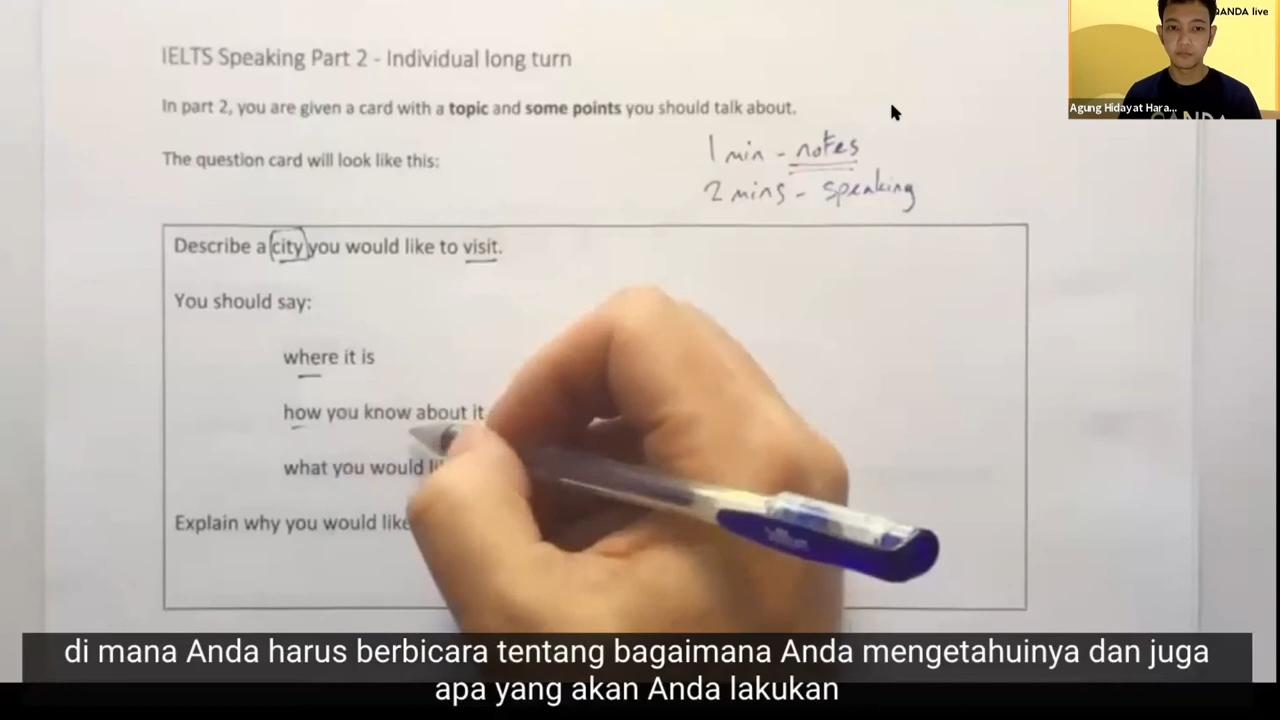 QANDA live
Agung Hidayat Hara...
IELTS Speaking Part 2 - Individual long turn
In part 2, you are given a card with a topic and some points you should talk about.
The question card will look like this:
1 min - notes
2 mins - speaking
Describe a city you would like to visit.
You should say:
where it is
how you know about it
what you would
Explain why you would like
di mana Anda harus berbicara tentang bagaimana Anda mengetahuinya dan juga
apa yang akan Anda lakukan